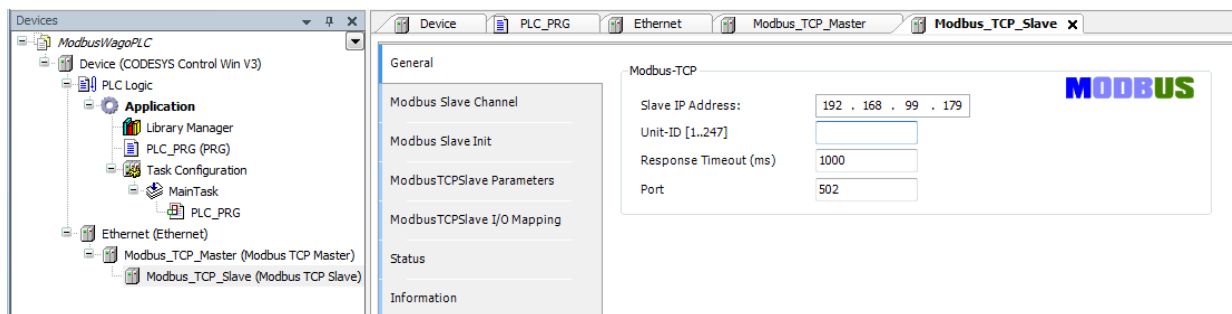 Devices
ModbusWagoPLC
Device (CODESYS Control Win V3)
PLC Logic
Application
Library Manager
PLC_PRG (PRG)
Task Configuration
MainTask
PLC_PRG
Ethernet (Ethernet)
Modbus_TCP_Master (Modbus TCP Master)
Modbus_TCP_Slave (Modbus TCP Slave)
Device PLC_PRG Ethernet Modbus_TCP_Master Modbus_TCP_Slave X
General
Modbus Slave Channel
Modbus Slave Init
ModbusTCPSlave Parameters
ModbusTCPSlave I/O Mapping
Status
Information
Modbus-TCP
MODBUS
Slave IP Address: 192 . 168 . 99 . 179
Unit-ID [1..247]
Response Timeout (ms) 1000
Port 502